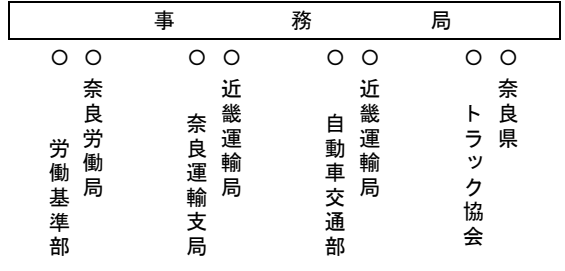 事務局
○奈良県
○トラック協会
○近畿運輸局
○自動車交通部
○近畿運輸局
○奈良運輸支局
○奈良労働局
○労働基準部